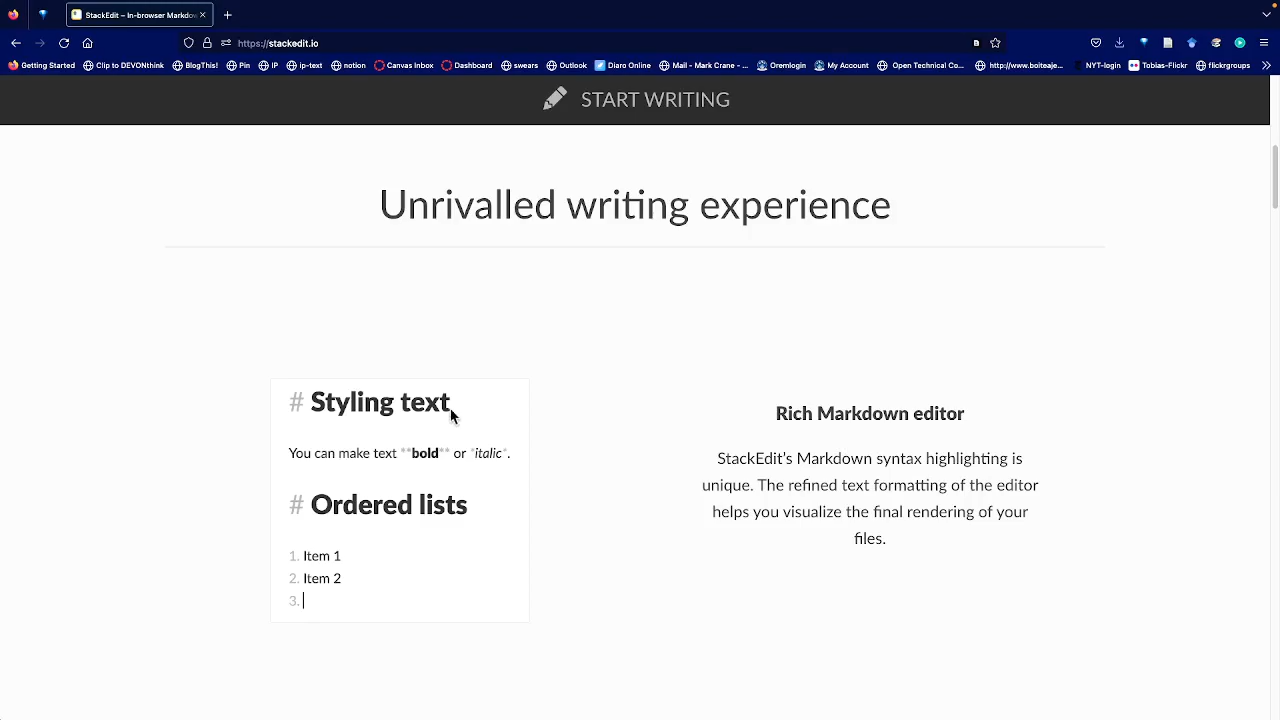 StackEdit – In-browser Markdow
https://stackedit.io
Getting Started Clip to DEVONthink BlogThis! Pin IP ip-text notion Canvas Inbox Dashboard swears Outlook Diaro Online Mail - Mark Crane - ... Oremlogin My Account Open Technical Co... http://www.boiteaje... NYT-login Tobias-Flickr flickrgroups
START WRITING
Unrivalled writing experience
# Styling text
You can make text **bold** or *italic*.
# Ordered lists
1. Item 1
2. Item 2
3.
Rich Markdown editor
StackEdit's Markdown syntax highlighting is
unique. The refined text formatting of the editor
helps you visualize the final rendering of your
files.